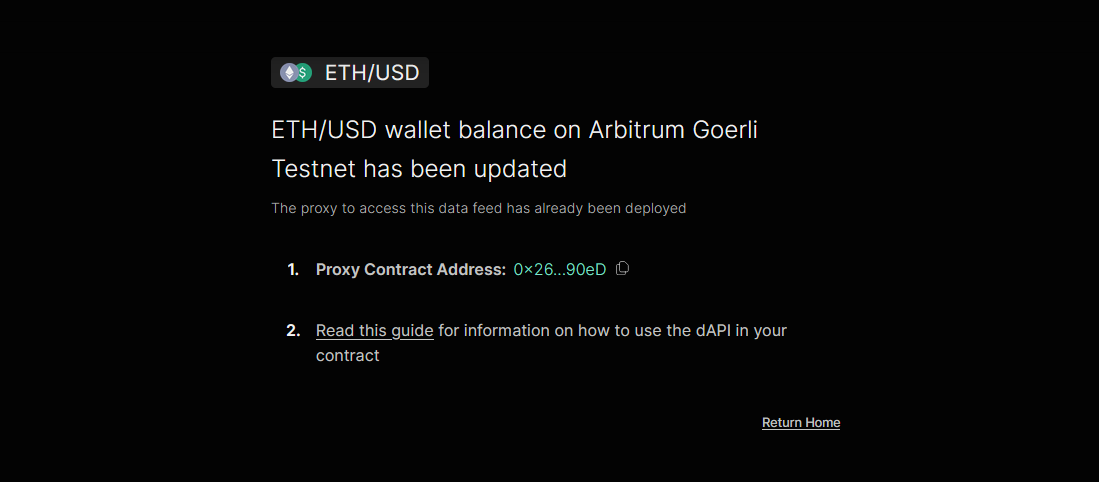 ETH/USD
ETH/USD wallet balance on Arbitrum Goerli
Testnet has been updated
The proxy to access this data feed has already been deployed
1. Proxy Contract Address: 0×26...90eD
2. Read this guide for information on how to use the dAPI in your
contract
Return Home